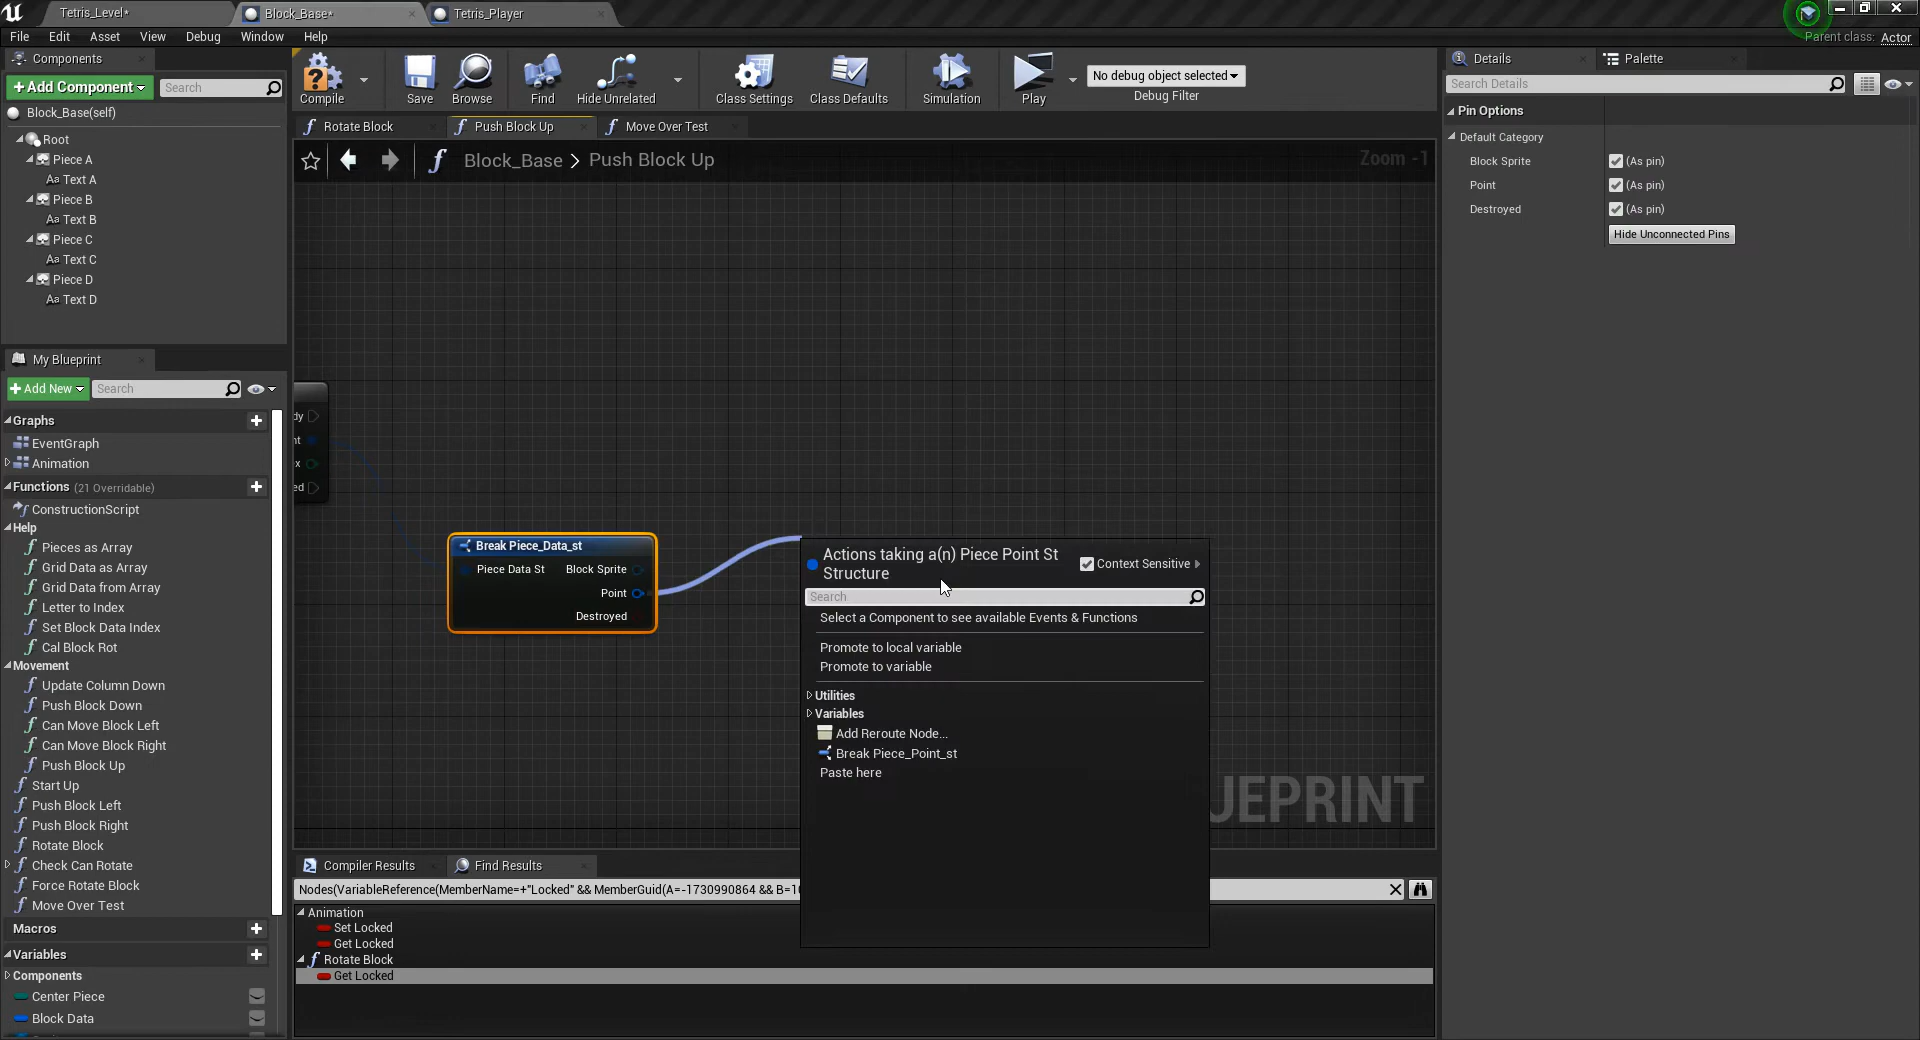 Tetris_Level*
Block_Base*
Tetris_Player
File Edit Asset View Debug Window Help
Parent class: Actor
Components
+Add Component
Search
Block_Base(self)
Root
Piece A
Aa Text A
Piece B
Aa Text B
Piece C
Aa Text C
Piece D
Aa Text D
My Blueprint
+Add New
Search
Graphs
EventGraph
Animation
Functions (21 Overridable)
ConstructionScript
Help
Pieces as Array
Grid Data as Array
Grid Data from Array
Letter to Index
Set Block Data Index
Cal Block Rot
Movement
Update Column Down
Push Block Down
Can Move Block Left
Can Move Block Right
Push Block Up
Start Up
Push Block Left
Push Block Right
Rotate Block
Check Can Rotate
Force Rotate Block
Move Over Test
Macros
Variables
Components
Center Piece
Block Data
Compile
Save
Browse
Find
Hide Unrelated
Class Settings
Class Defaults
Simulation
Play
No debug object selected
Debug Filter
f Rotate Block
f Push Block Up
f Move Over Test
f Block_Base > Push Block Up
Zoom -1
dy
nt
x
ed
Break Piece_Data_st
Piece Data St Block Sprite
Point
Destroyed
Actions taking a(n) Piece Point St
Structure
Context Sensitive
Search
Select a Component to see available Events & Functions
Promote to local variable
Promote to variable
Utilities
Variables
Add Reroute Node...
Break Piece_Point_st
Paste here
UEPRINT
Compiler Results
Find Results
Nodes(VariableReference(MemberName=+"Locked" && MemberGuid(A=-1730990864 && B=10
Animation
Set Locked
Get Locked
f Rotate Block
Get Locked
Details
Palette
Search Details
Pin Options
Default Category
Block Sprite (As pin)
Point (As pin)
Destroyed (As pin)
Hide Unconnected Pins